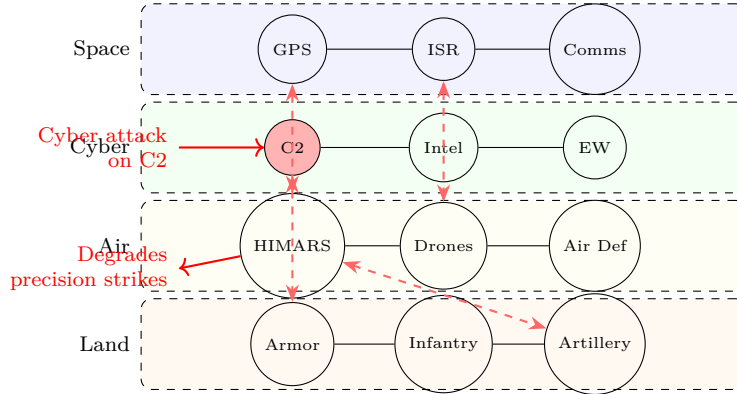 Space
GPS
ISR
Comms
Cyber attack
on C2
Cyber
C2
Intel
EW
Air
Degrades
precision strikes
HIMARS
Drones
Air Def
Land
Armor
Infantry
Artillery